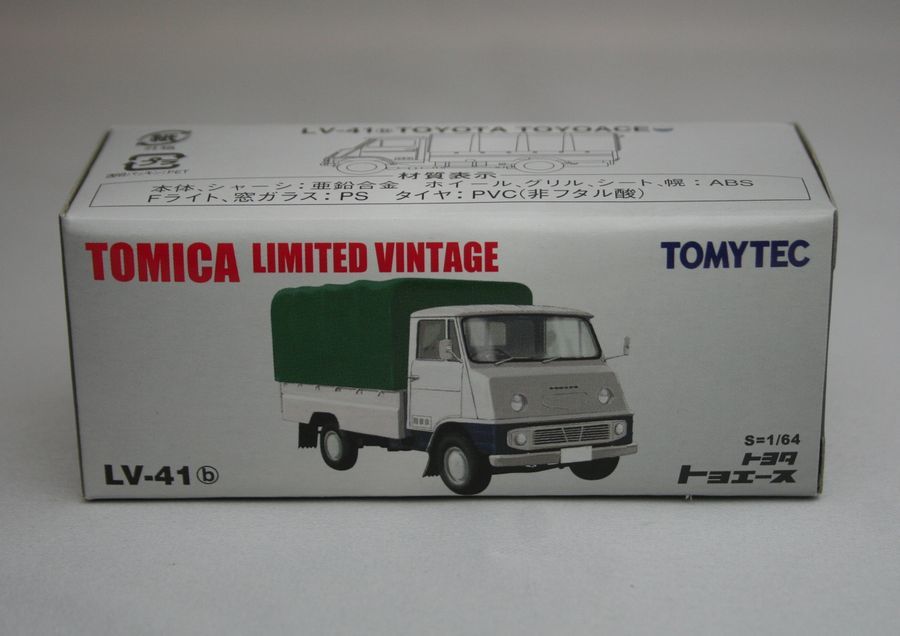 LV-41ⓑ TOYOTA TOYOACE
材質表示
本体、シャーシ:亜鉛合金 ホイール、グリル、シート、幌:ABS
Fライト、窓ガラス:PS タイヤ:PVC(非フタル酸)
TOMICA LIMITED VINTAGE
TOMYTEC
S=1/64
トヨタ
トヨエース
LV-41ⓑ